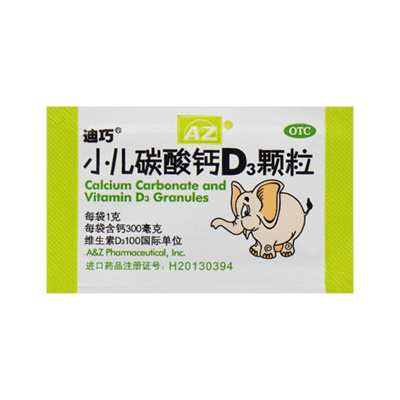 AZ
OTC
迪巧®
小儿碳酸钙D3颗粒
Calcium Carbonate and
Vitamin D3 Granules
每袋1克
每袋含钙300毫克
维生素D3100国际单位
A&Z Pharmaceutical, Inc.
进口药品注册证号：H20130394